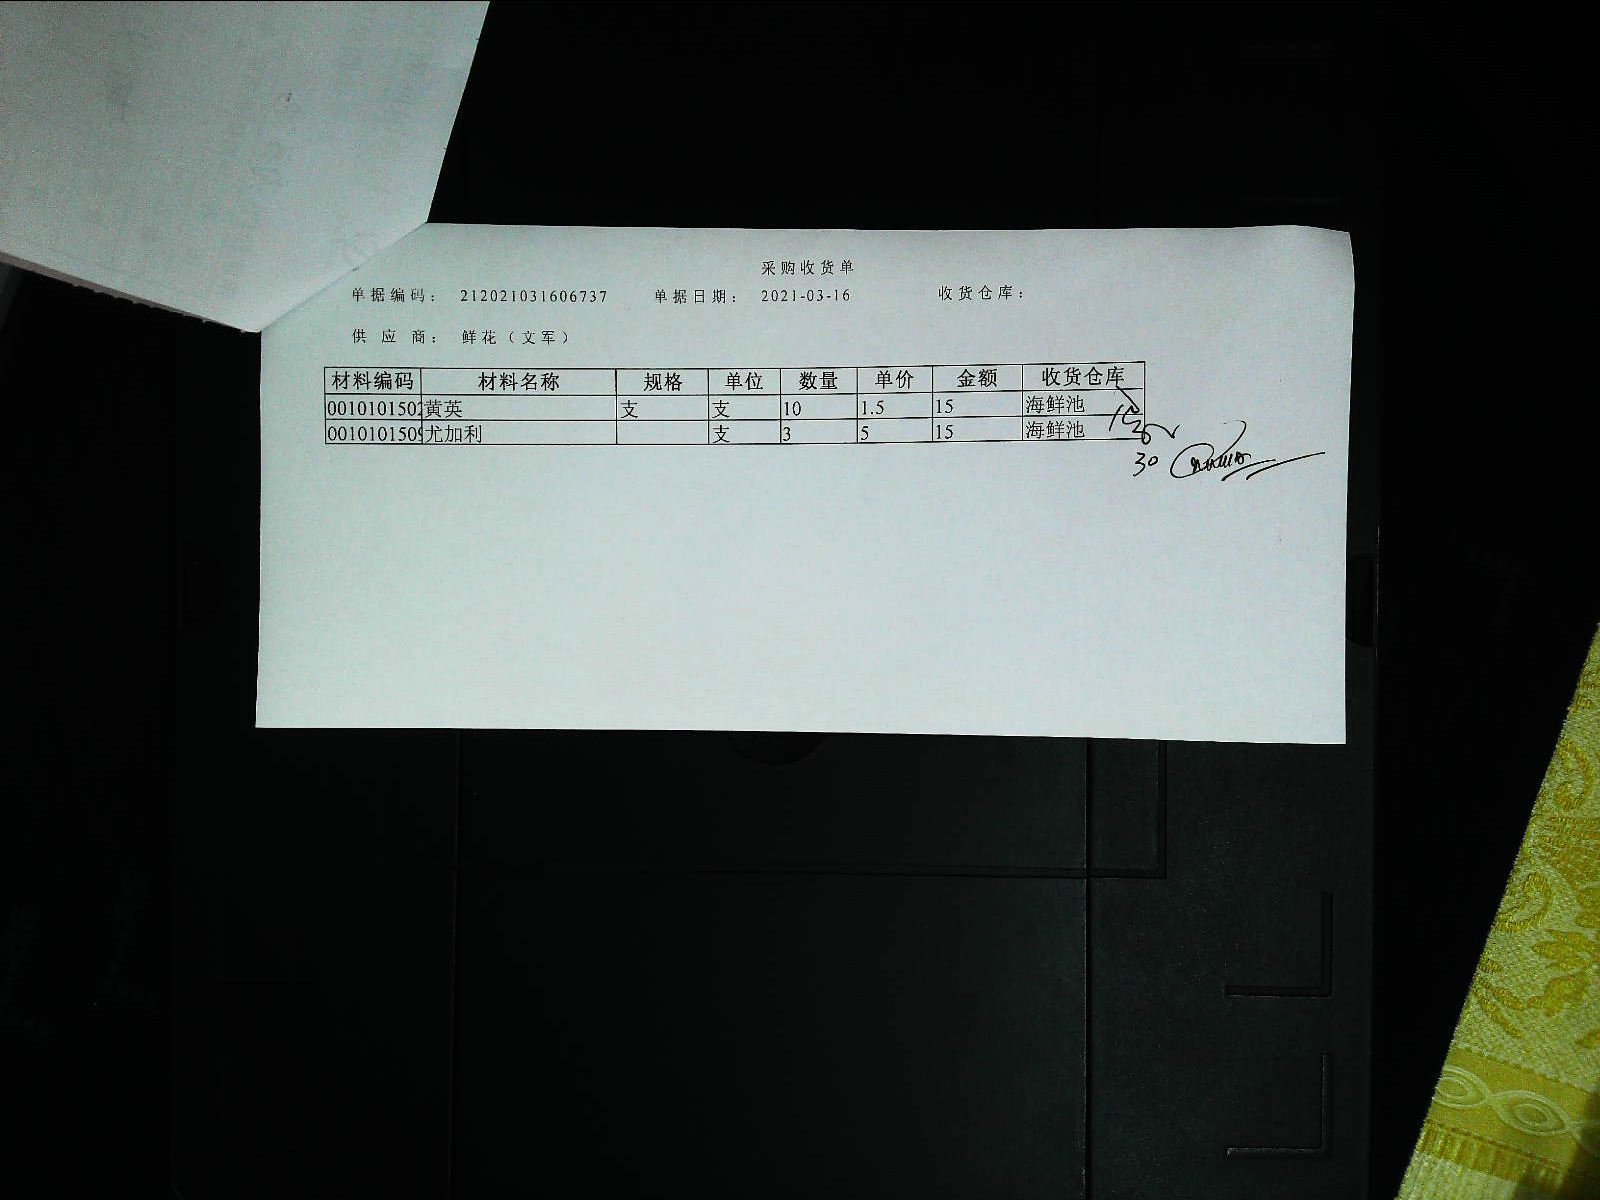 采购收货单
单据编码： 212021031606737 单据日期： 2021-03-16 收货仓库：
供应商： 鲜花（文军）
材料编码 材料名称 规格 单位 数量 单价 金额 收货仓库
0010101502 黄英 支 支 10 1.5 15 海鲜池
0010101509 尤加利 支 3 5 15 海鲜池
30